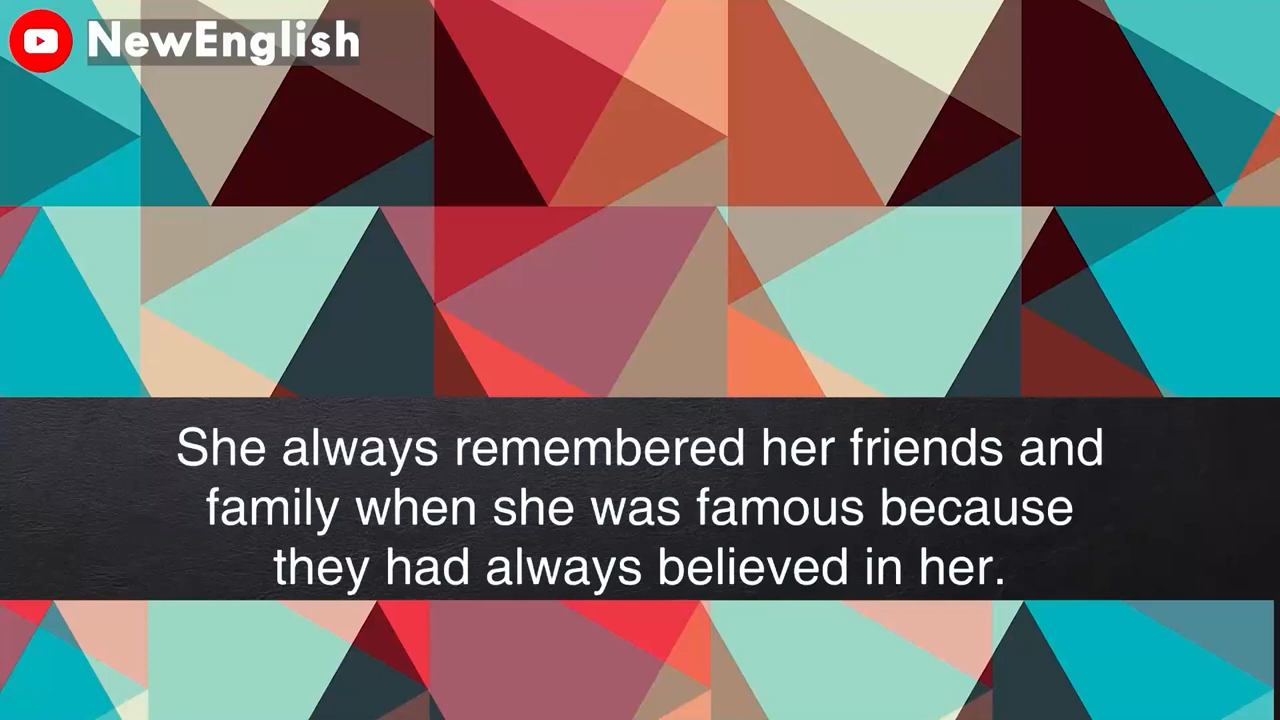 NewEnglish
She always remembered her friends and
family when she was famous because
they had always believed in her.